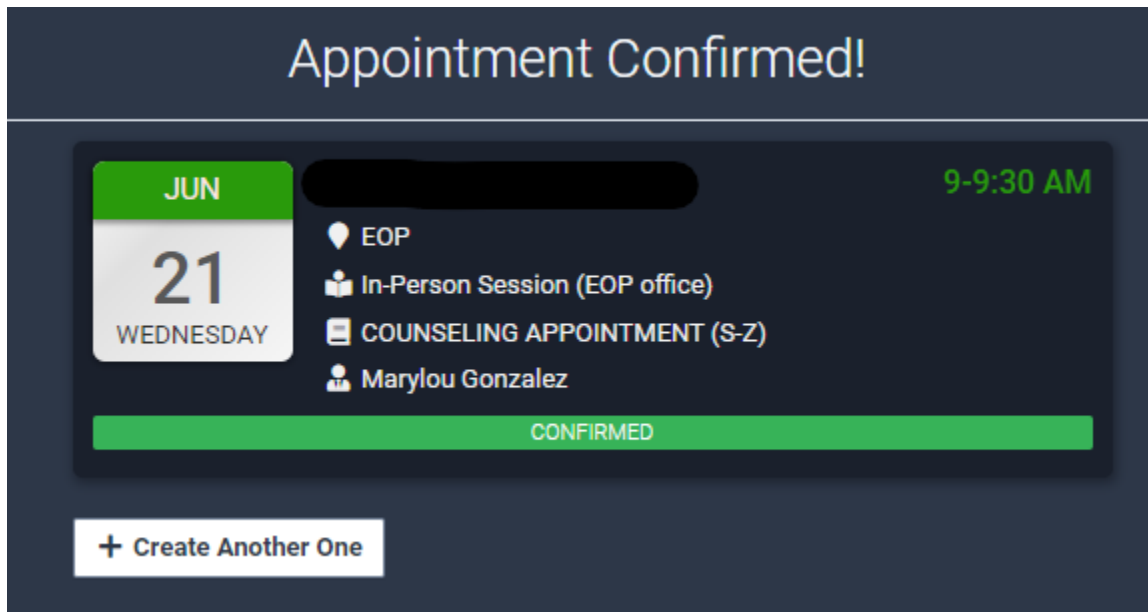 Appointment Confirmed!
JUN
21
WEDNESDAY
9-9:30 AM
EOP
In-Person Session (EOP office)
COUNSELING APPOINTMENT (S-Z)
Marylou Gonzalez
CONFIRMED
+ Create Another One